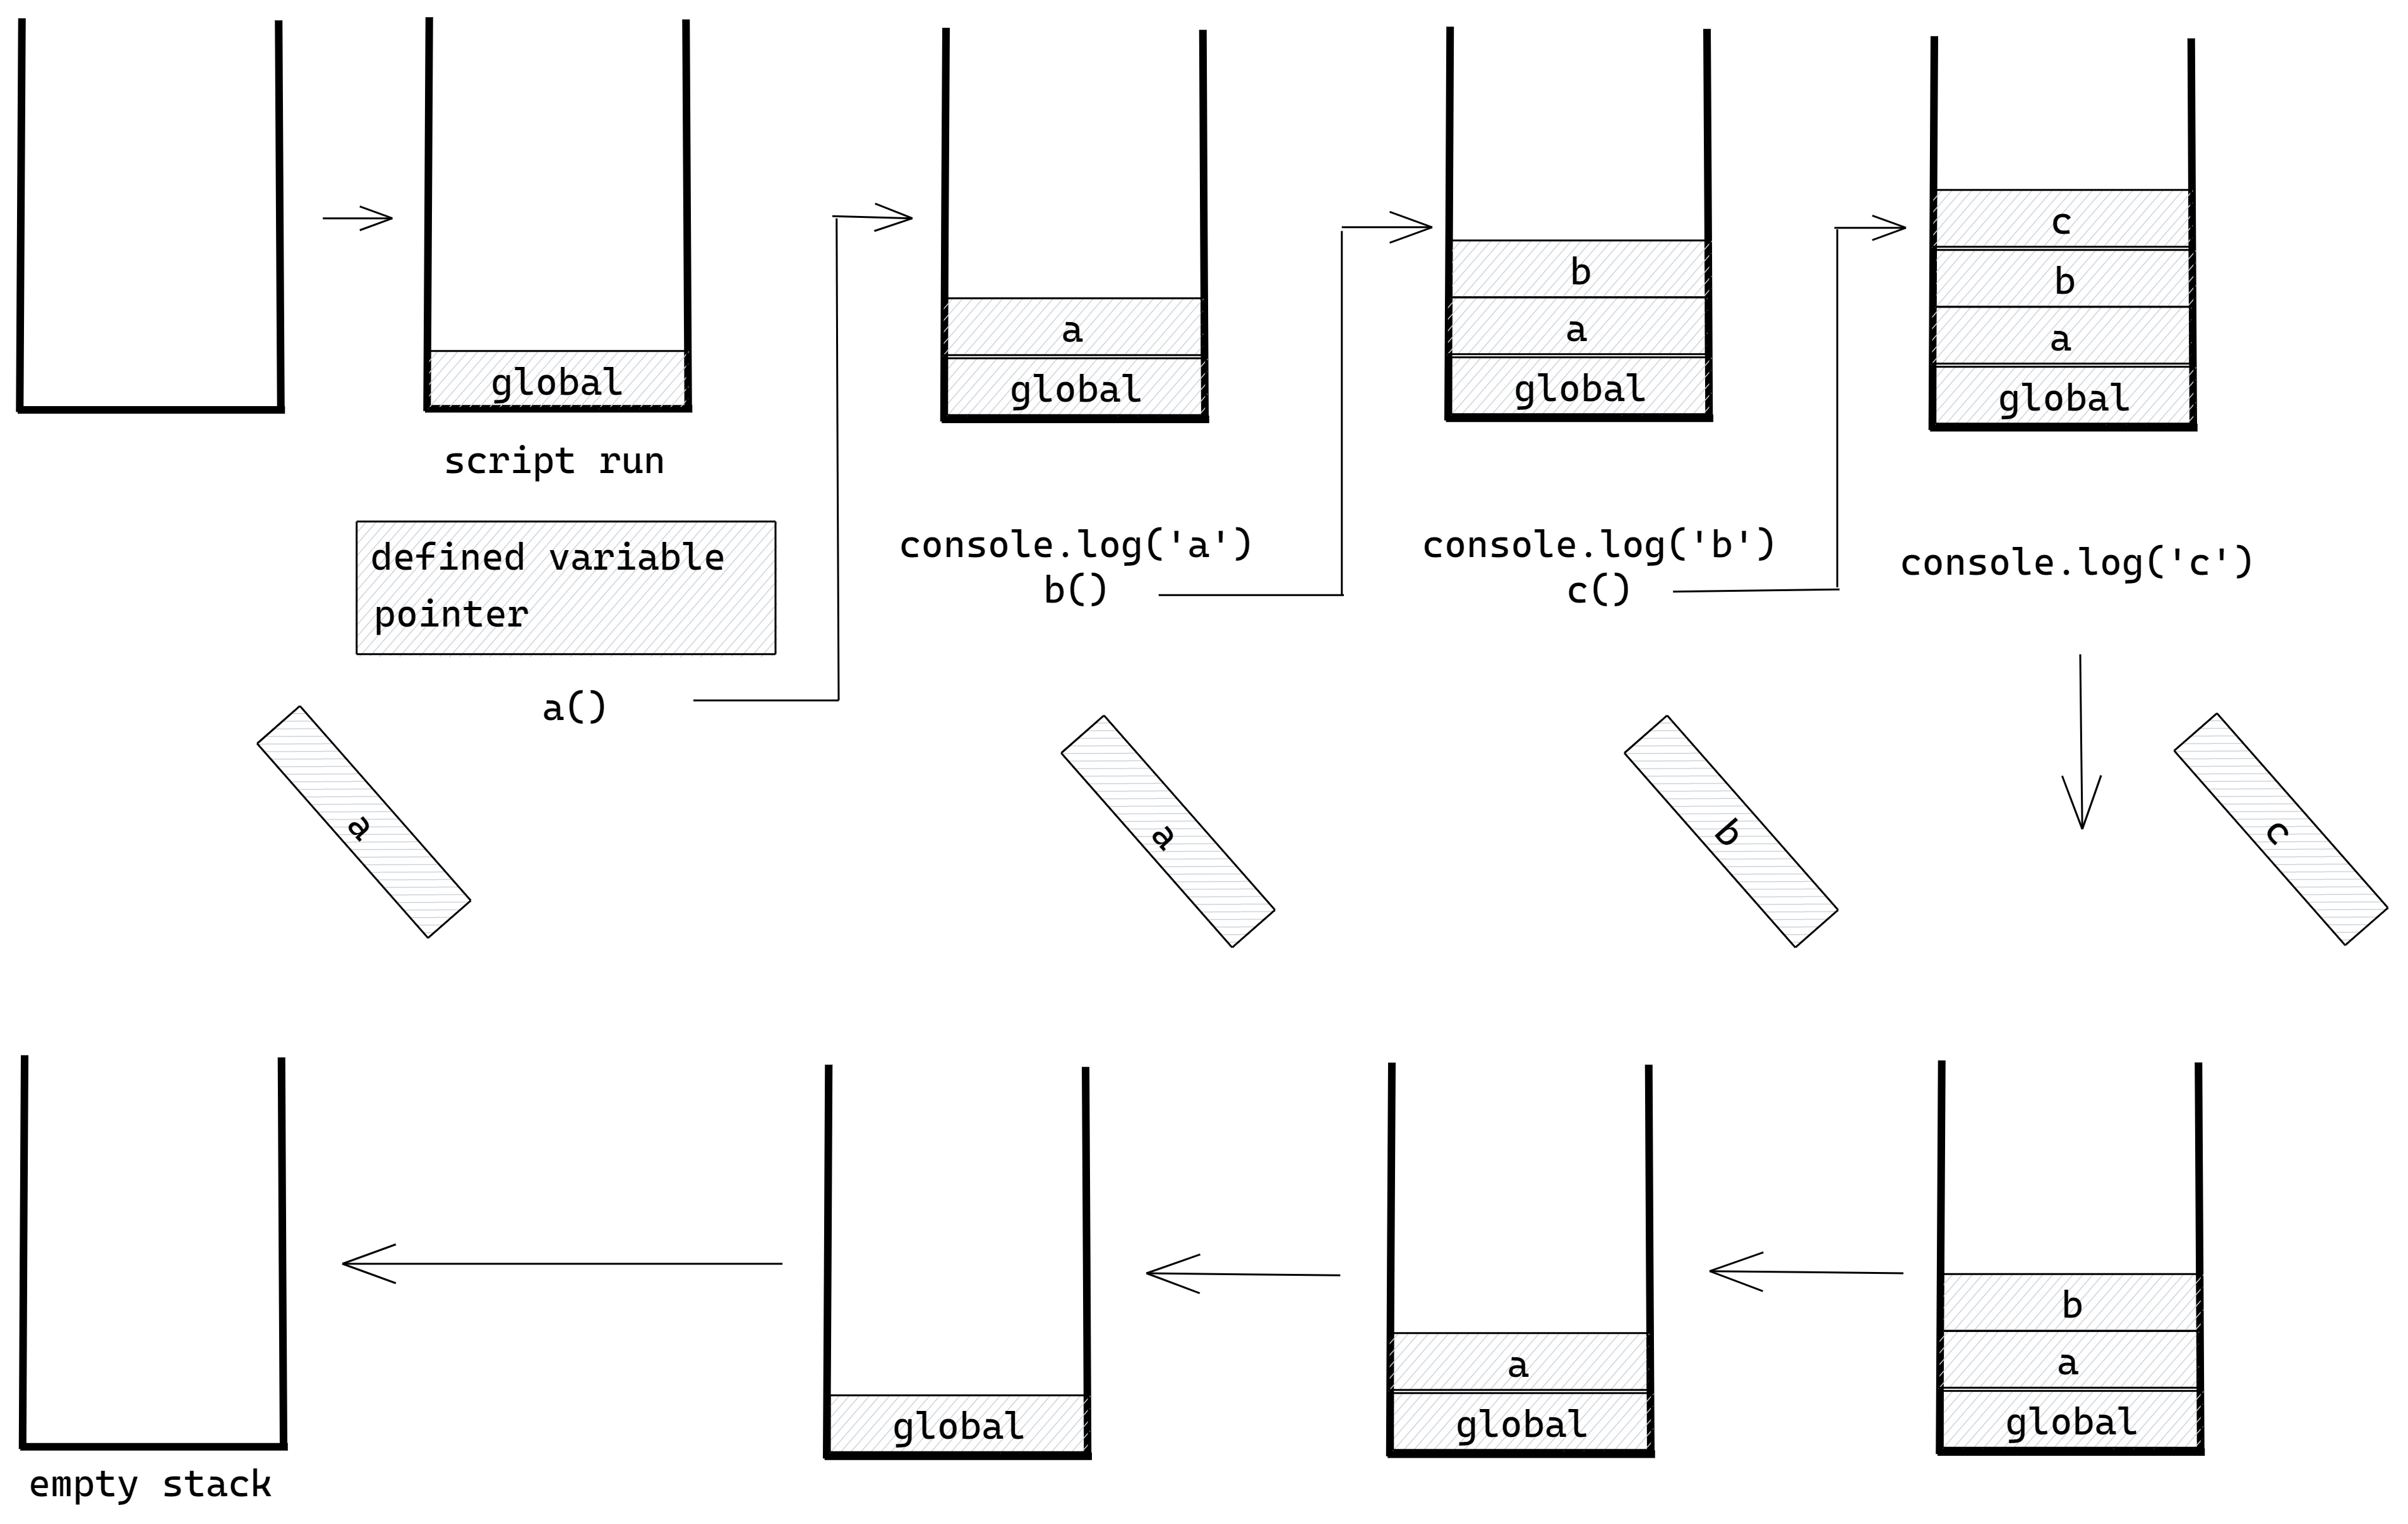 global
script run
defined variable
pointer
a()
a
global
console.log('a')
b()
b
a
global
console.log('b')
c()
c
b
a
global
console.log('c')
a
a
b
c
empty stack
global
a
global
b
a
global